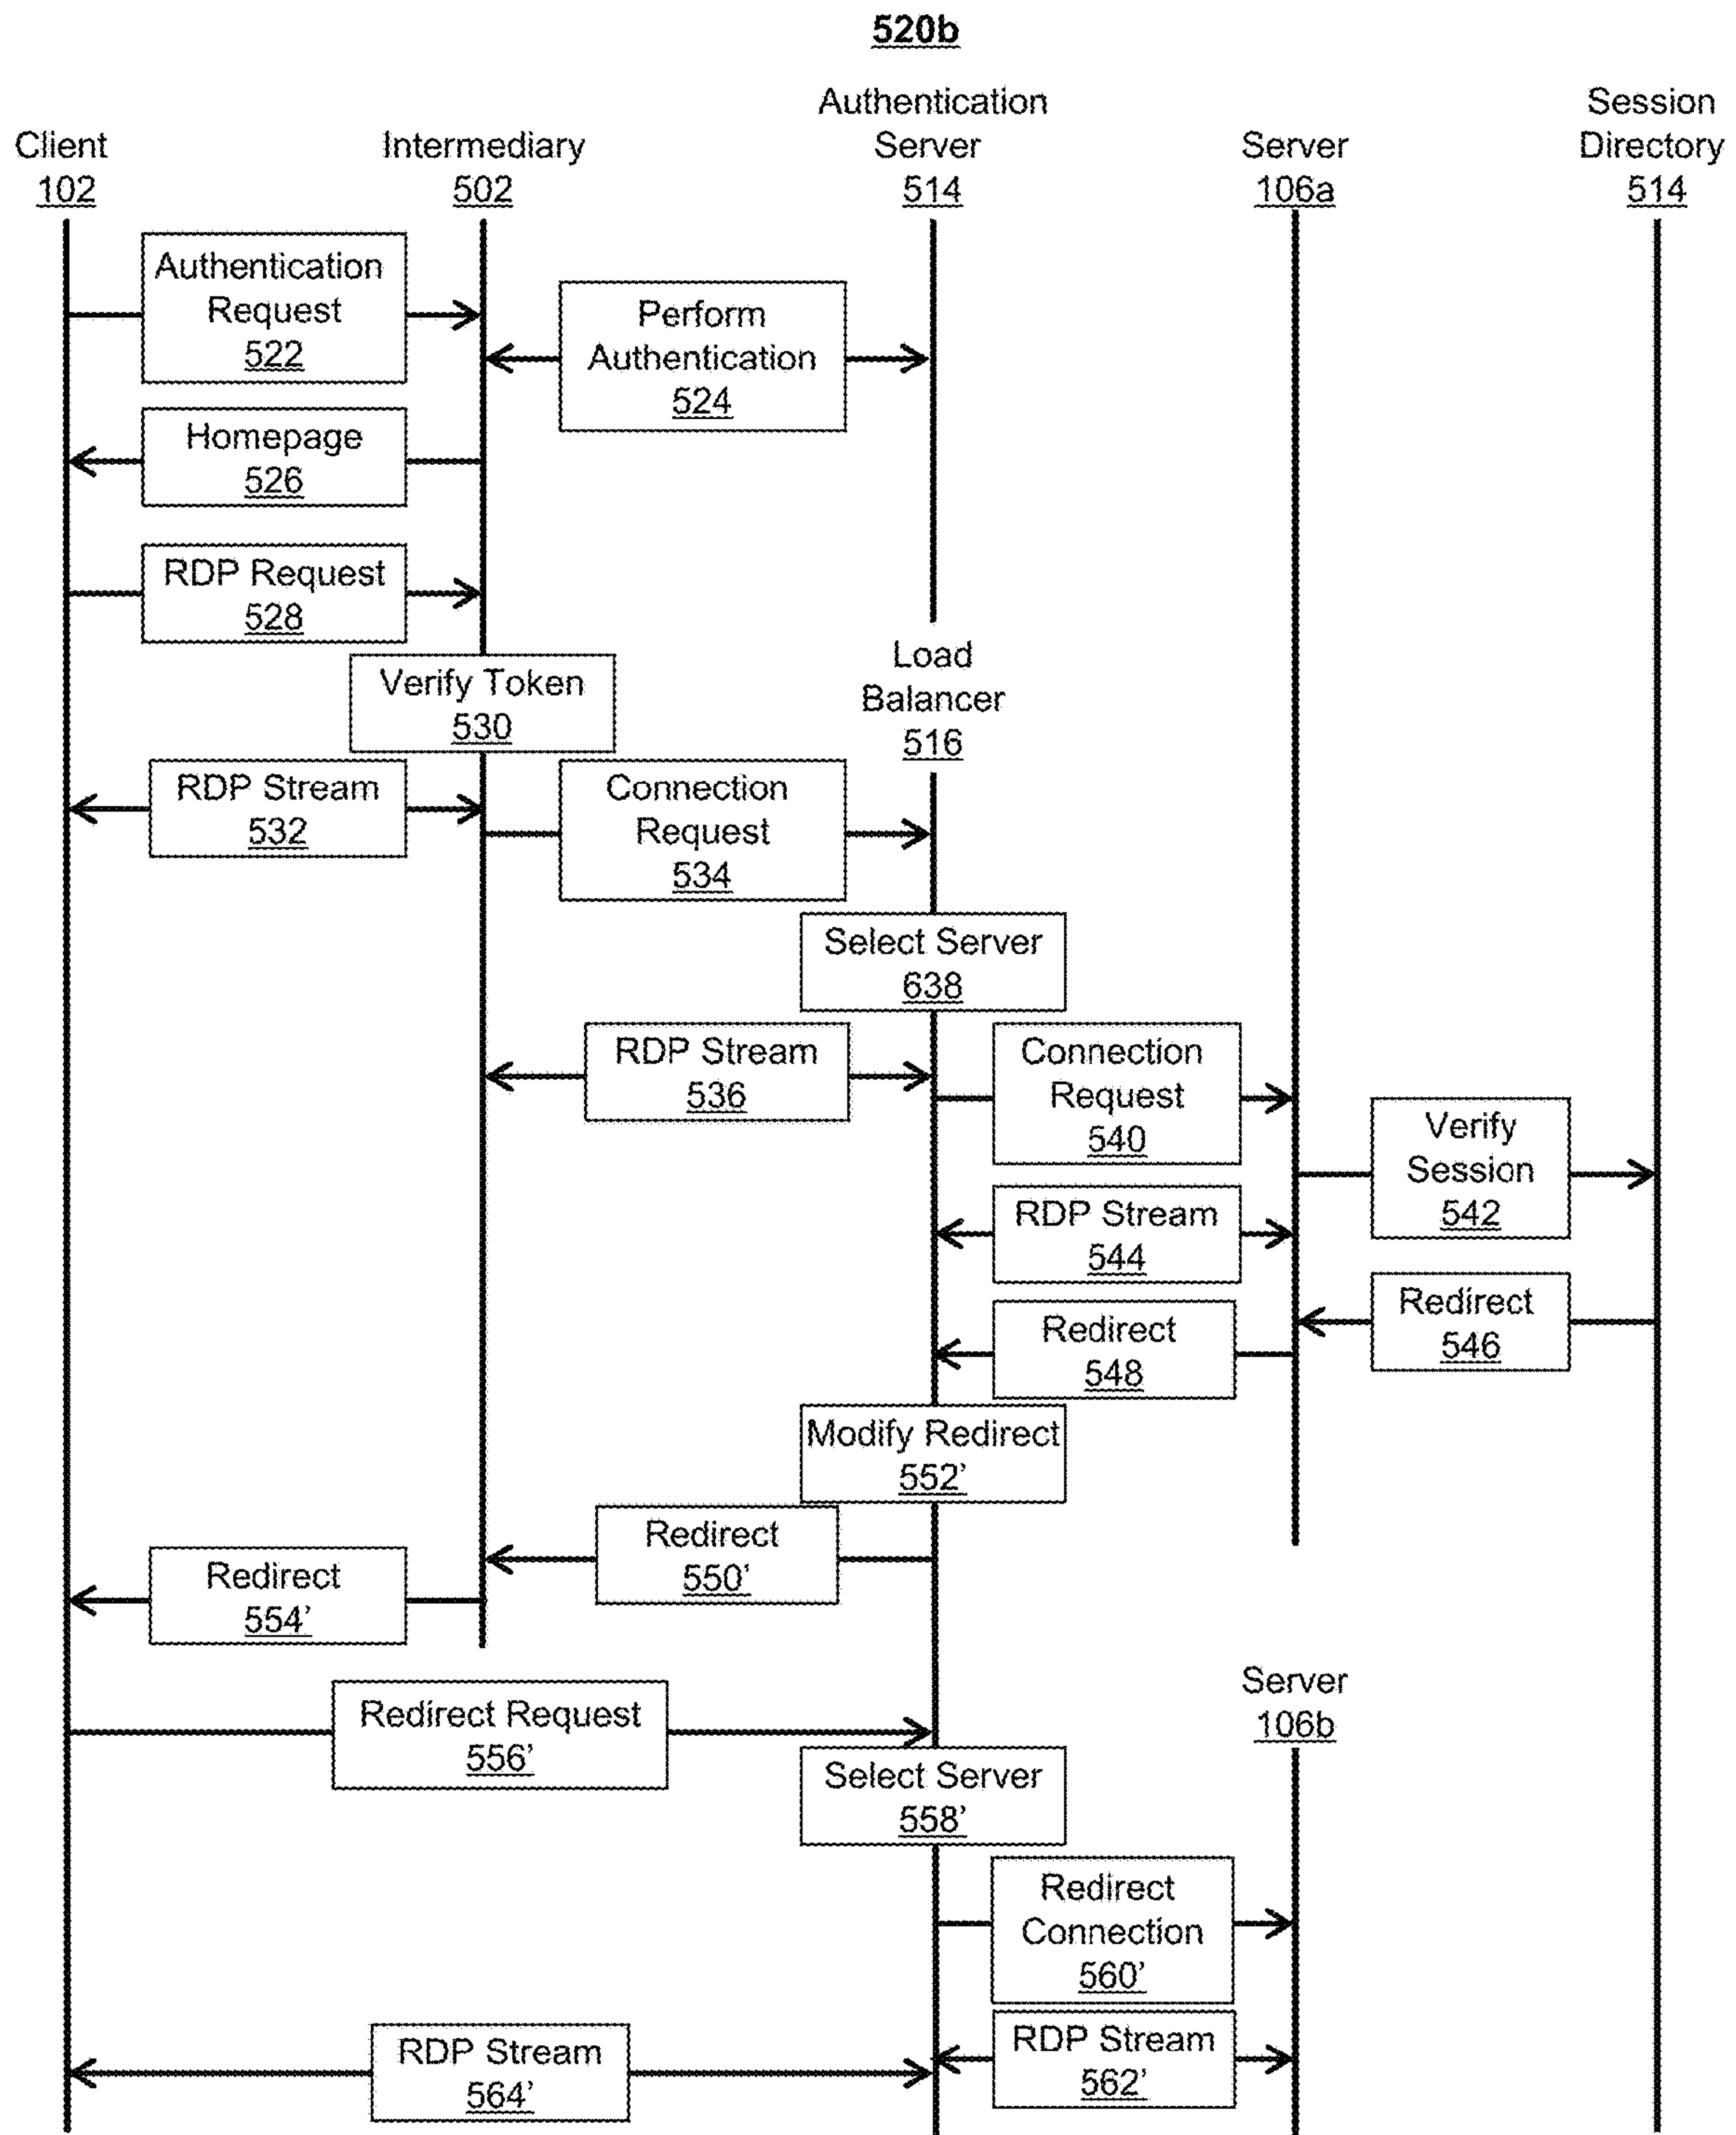 520b
Client
102
Intermediary
502
Authentication
Server
514
Server
106a
Session
Directory
514
Authentication
Request
522
Perform
Authentication
524
Homepage
526
RDP Request
528
Verify Token
530
Load
Balancer
516
RDP Stream
532
Connection
Request
534
Select Server
638
RDP Stream
536
Connection
Request
540
Verify
Session
542
RDP Stream
544
Redirect
546
Redirect
548
Modify Redirect
552’
Redirect
550’
Redirect
554’
Redirect Request
556’
Server
106b
Select Server
558’
Redirect
Connection
560’
RDP Stream
562’
RDP Stream
564’